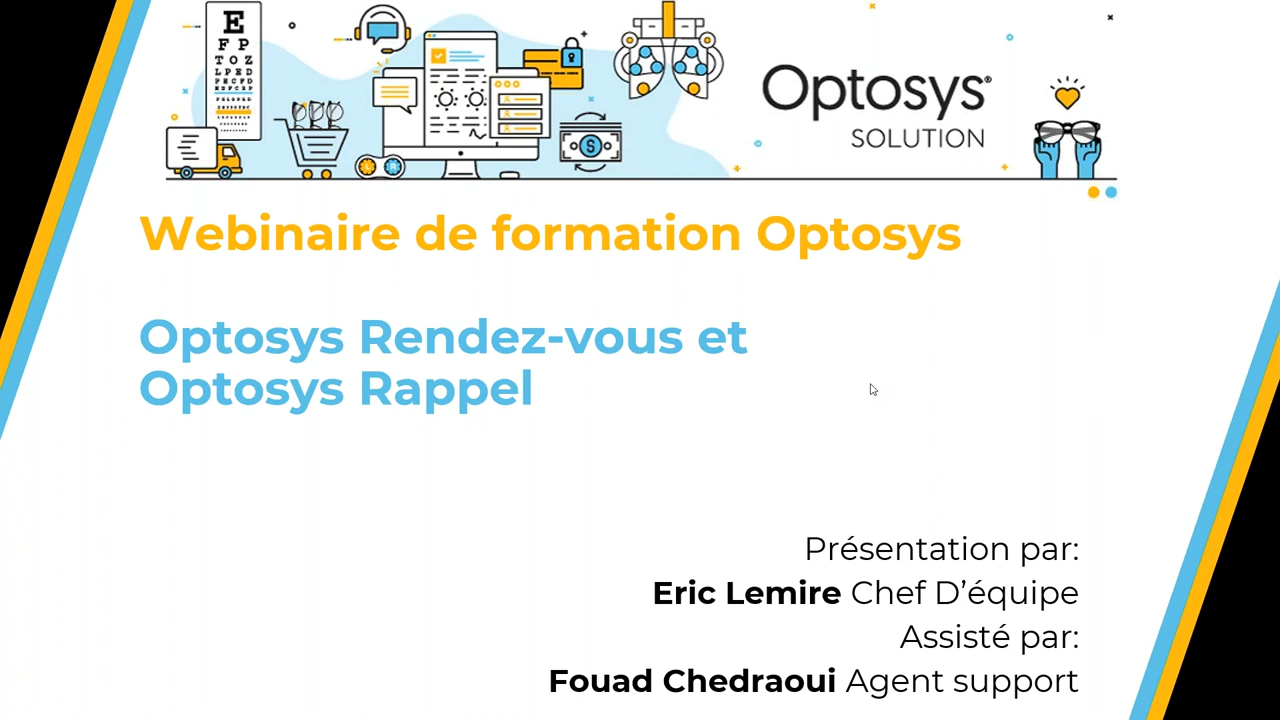 E
F P
T O Z
L P E D
P E C F D
E D F C Z P
Optosys®
SOLUTION
Webinaire de formation Optosys
Optosys Rendez-vous et
Optosys Rappel
Présentation par:
Eric Lemire Chef D’équipe
Assisté par:
Fouad Chedraoui Agent support